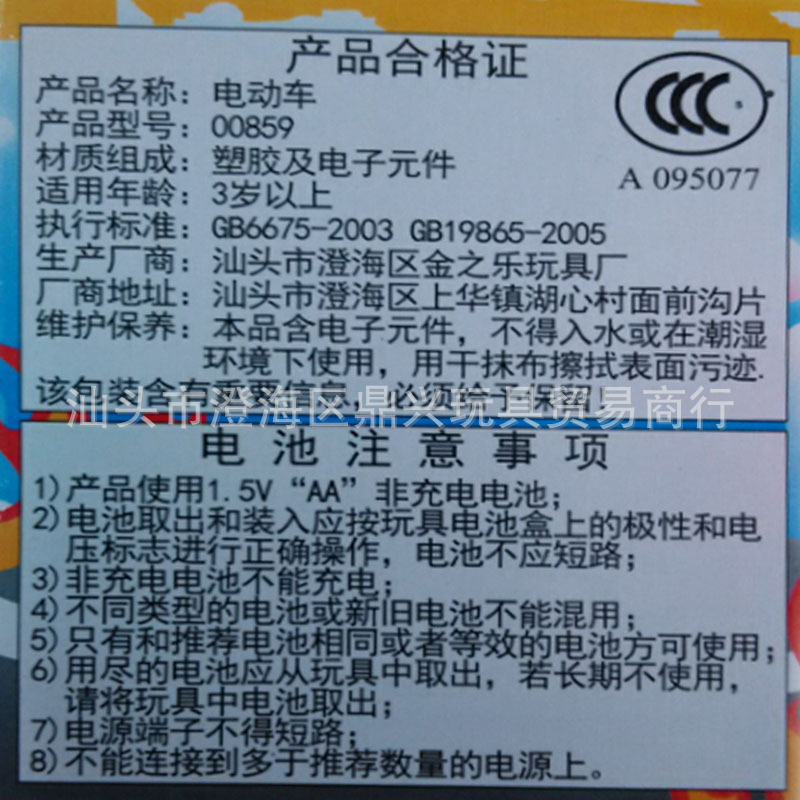 产品合格证
产品名称：电动车
产品型号：00859
材质组成：塑胶及电子元件
适用年龄：3岁以上
执行标准：GB6675-2003 GB19865-2005
生产厂商：汕头市澄海区金之乐玩具厂
厂商地址：汕头市澄海区上华镇湖心村面前沟片
维护保养：本品含电子元件，不得入水或在潮湿
环境下使用，用干抹布擦拭表面污迹.
该包装含有重要信息，必须给予保留！
CCC S
A 095077
汕头市澄海区鼎兴玩具贸易商行
电池注意事项
1)产品使用1.5V“AA”非充电电池；
2)电池取出和装入应按玩具电池盒上的极性和电
压标志进行正确操作，电池不应短路；
3)非充电电池不能充电；
4)不同类型的电池或新旧电池不能混用；
5)只有和推荐电池相同或者等效的电池方可使用；
6)用尽的电池应从玩具中取出，若长期不使用，
请将玩具中电池取出；
7)电源端子不得短路；
8)不能连接到多于推荐数量的电源上。